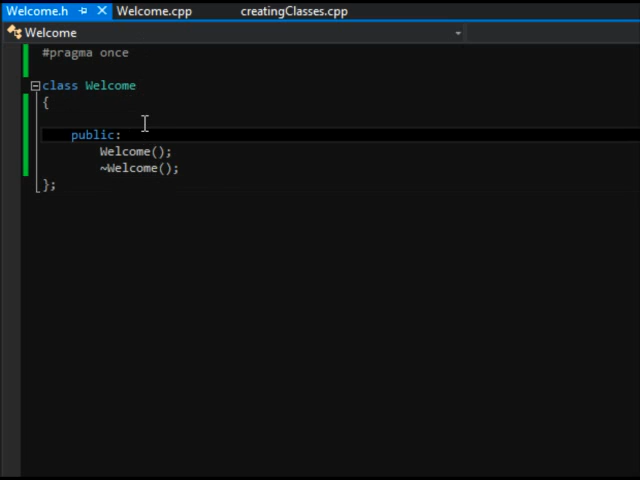 Welcome.h Welcome.cpp creatingClasses.cpp
Welcome
#pragma once
class Welcome
{
public:
Welcome();
~Welcome();
};